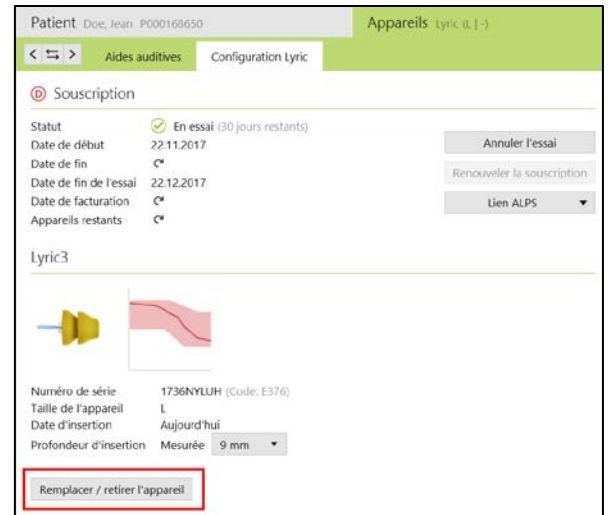 Patient Doe, Jean P000168650 Appareils Lyric (L | -)
Aides auditives Configuration Lyric
D Souscription
Statut En essai (30 jours restants)
Date de début 22.11.2017 Annuler l'essai
Date de fin
Renouveler la souscription
Date de fin de l'essai 22.12.2017
Date de facturation Lien ALPS
Appareils restants
Lyric3
Numéro de série 1736NYLUH (Code: E376)
Taille de l'appareil L
Date d'insertion Aujourd'hui
Profondeur d'insertion Mesurée 9 mm
Remplacer / retirer l'appareil